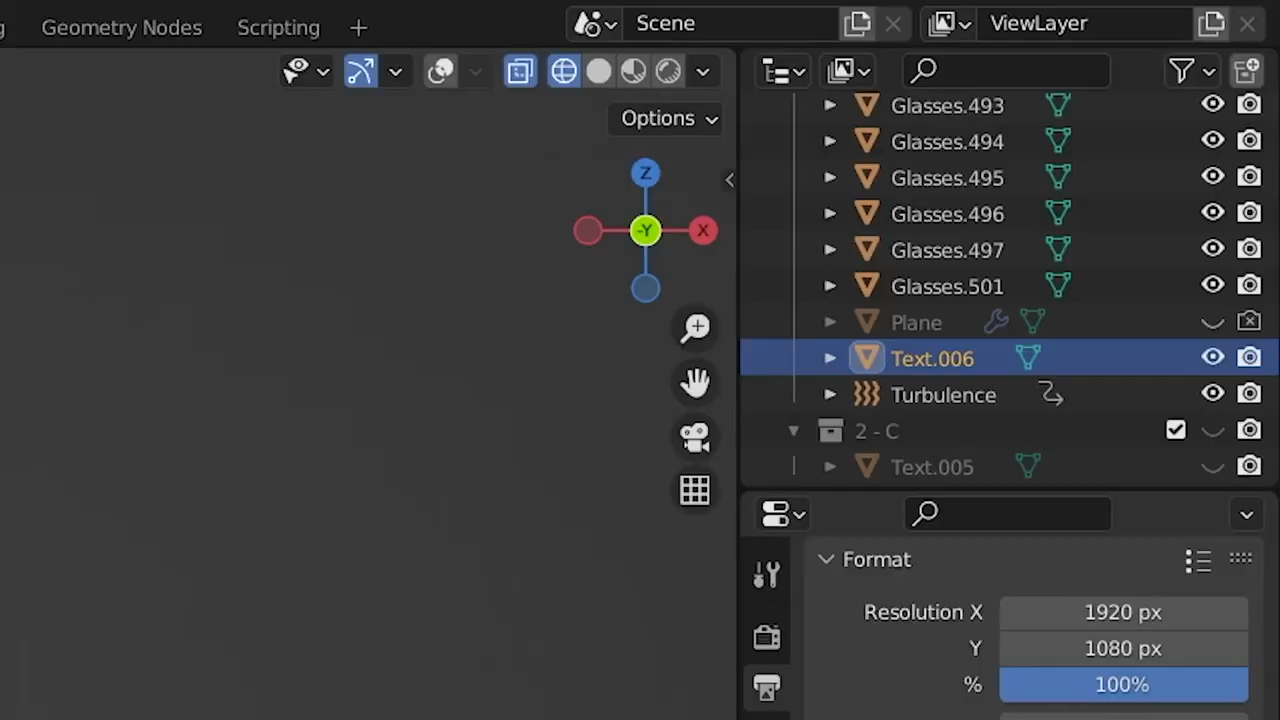 Geometry Nodes Scripting + Scene ViewLayer
Options
Z
-Y X
Glasses.493
Glasses.494
Glasses.495
Glasses.496
Glasses.497
Glasses.501
Plane
Text.006
Turbulence
2 - C
Text.005
Format
Resolution X 1920 px
Y 1080 px
% 100%